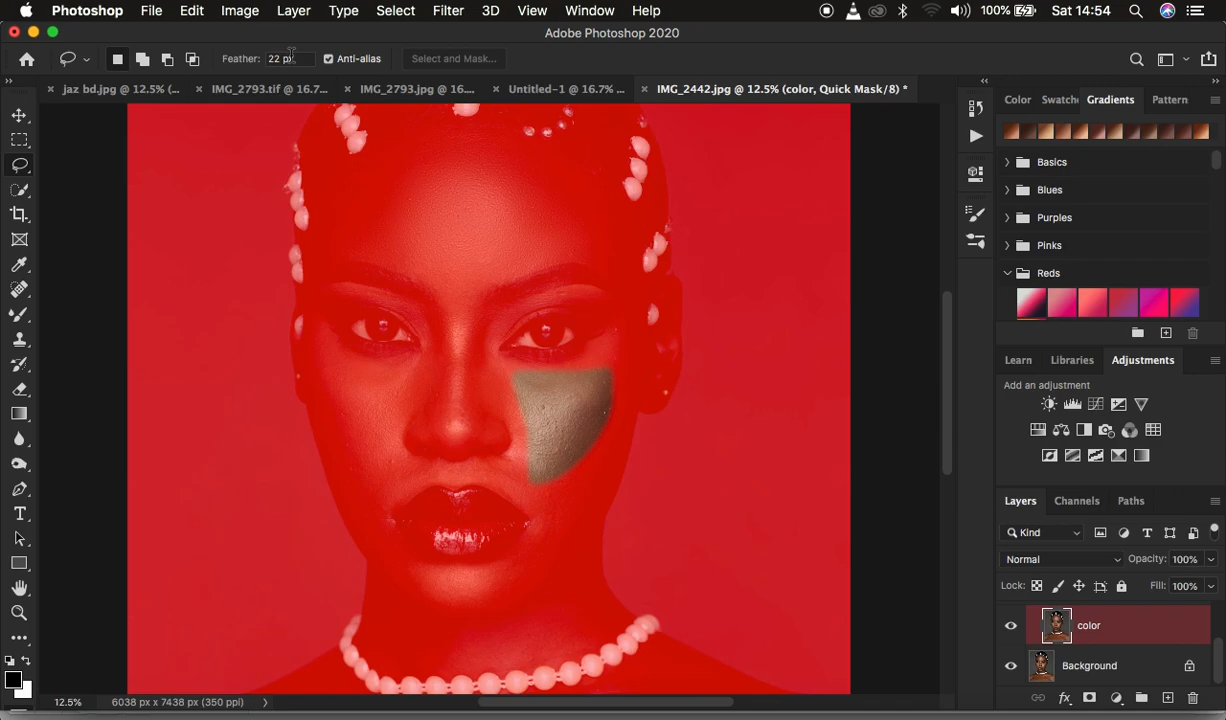 Photoshop File Edit Image Layer Type Select Filter 3D View Window Help 100% Sat 14:54
Adobe Photoshop 2020
Feather: 22 px Anti-alias Select and Mask...
jaz bd.jpg @ 12.5% (... IMG_2793.tif @ 16.7... IMG_2793.jpg @ 16.... Untitled-1 @ 16.7% ... IMG_2442.jpg @ 12.5% (color, Quick Mask/8) *
Color Swatche Gradients Pattern
Basics
Blues
Purples
Pinks
Reds
Learn Libraries Adjustments
Add an adjustment
Layers Channels Paths
Kind
Normal Opacity: 100%
Lock: Fill: 100%
color
Background
12.5% 6038 px x 7438 px (350 ppi)